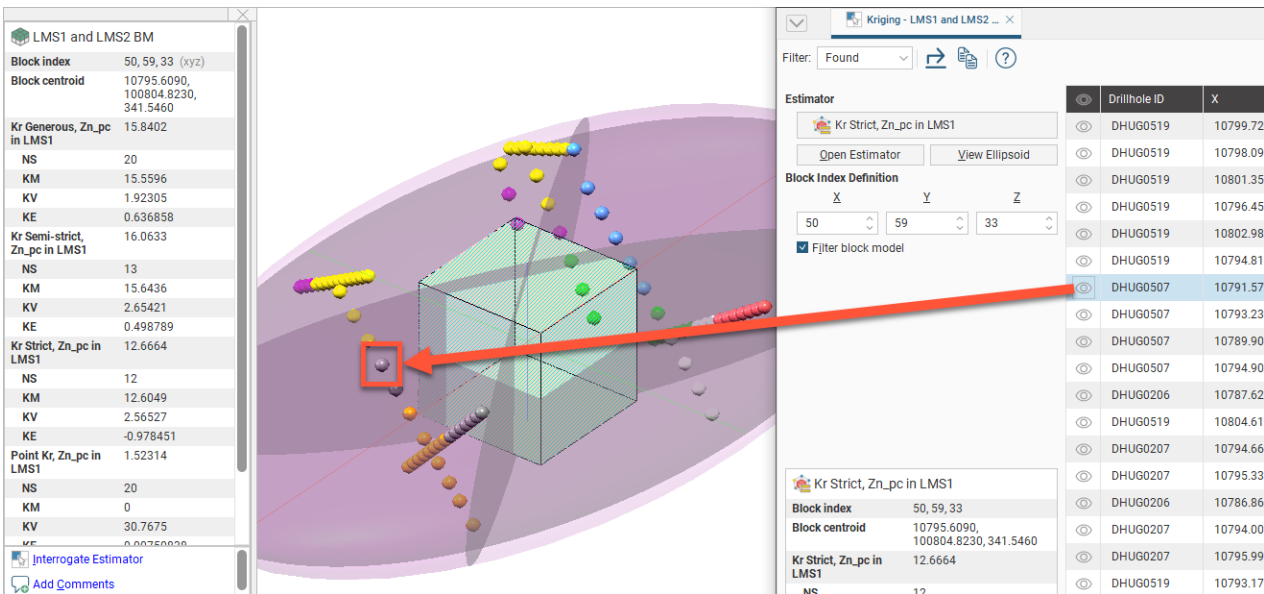 LMS1 and LMS2 BM
Block index 50, 59, 33 (xyz)
Block centroid 10795.6090,
100804.8230,
341.5460
Kr Generous, Zn_pc 15.8402
in LMS1
NS 20
KM 15.5596
KV 1.92305
KE 0.636858
Kr Semi-strict, 16.0633
Zn_pc in LMS1
NS 13
KM 15.6436
KV 2.65421
KE 0.498789
Kr Strict, Zn_pc in 12.6664
LMS1
NS 12
KM 12.6049
KV 2.56527
KE -0.978451
Point Kr, Zn_pc in 1.52314
LMS1
NS 20
KM 0
KV 30.7675
Interrogate Estimator
Add Comments
Kriging - LMS1 and LMS2 ...
Filter: Found
Estimator
Kr Strict, Zn_pc in LMS1
Open Estimator View Ellipsoid
Block Index Definition
X Y Z
50 59 33
Filter block model
Kr Strict, Zn_pc in LMS1
Block index 50, 59, 33
Block centroid 10795.6090,
100804.8230, 341.5460
Kr Strict, Zn_pc in 12.6664
LMS1
NS 12
Drillhole ID X
DHUG0519 10799.72
DHUG0519 10798.09
DHUG0519 10801.35
DHUG0519 10796.45
DHUG0519 10802.98
DHUG0519 10794.81
DHUG0507 10791.57
DHUG0507 10793.23
DHUG0507 10789.90
DHUG0507 10794.90
DHUG0206 10787.62
DHUG0519 10804.61
DHUG0207 10794.66
DHUG0207 10795.33
DHUG0206 10786.86
DHUG0207 10794.00
DHUG0207 10795.99
DHUG0519 10793.17